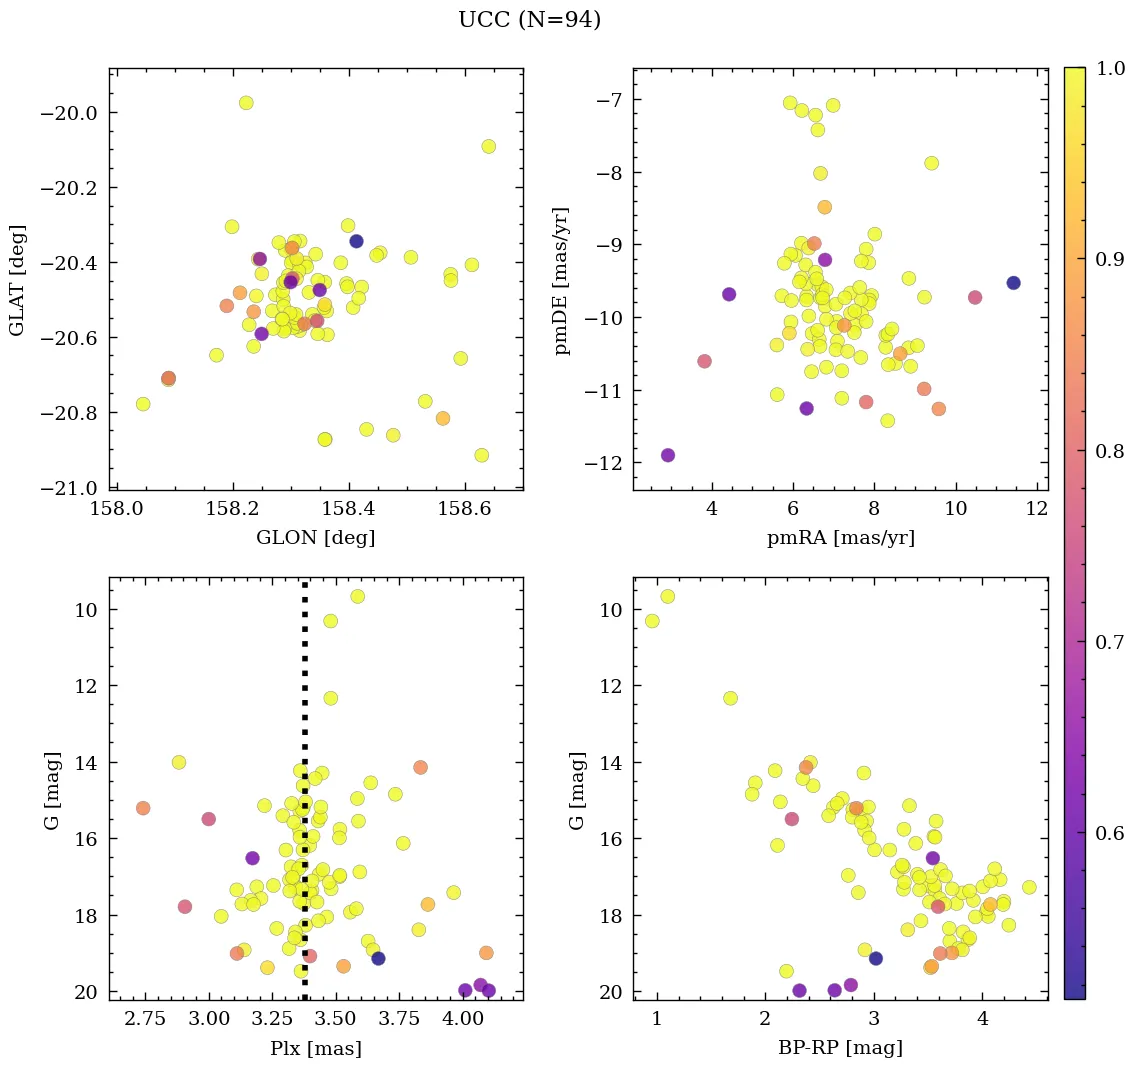 UCC (N=94)
−20.0
−20.2
−20.4
−20.6
−20.8
−21.0
GLAT [deg]
158.0 158.2 158.4 158.6
GLON [deg]
−7
−8
−9
−10
−11
−12
pmDE [mas/yr]
4 6 8 10 12
pmRA [mas/yr]
10
12
14
16
18
20
G [mag]
2.75 3.00 3.25 3.50 3.75 4.00
Plx [mas]
10
12
14
16
18
20
G [mag]
1 2 3 4
BP-RP [mag]
1.0
0.9
0.8
0.7
0.6